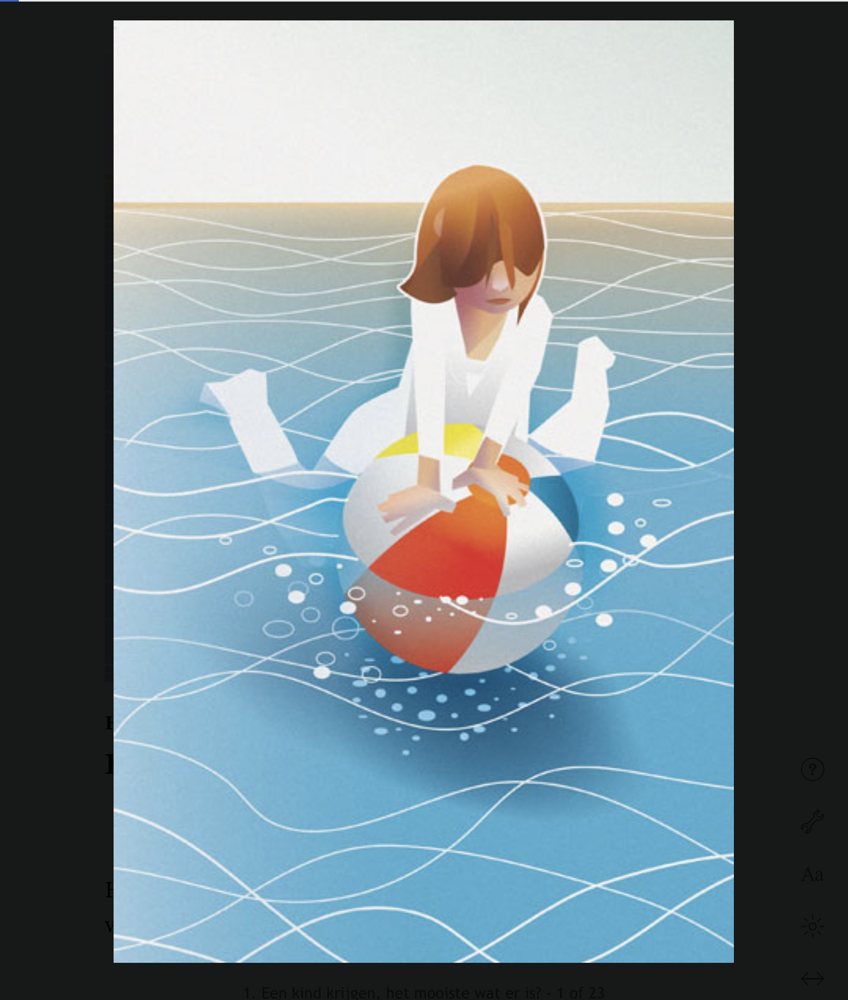 H
H
v
?
Aa
1. Een kind krijgen, het mooiste wat er is? - 1 of 23